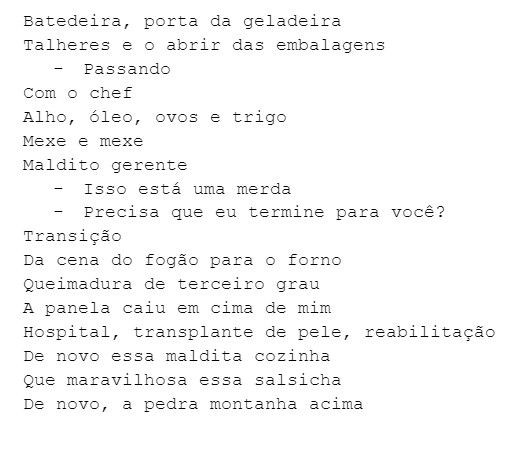 Batedeira, porta da geladeira
Talheres e o abrir das embalagens
- Passando
Com o chef
Alho, óleo, ovos e trigo
Mexe e mexe
Maldito gerente
- Isso está uma merda
- Precisa que eu termine para você?
Transição
Da cena do fogão para o forno
Queimadura de terceiro grau
A panela caiu em cima de mim
Hospital, transplante de pele, reabilitação
De novo essa maldita cozinha
Que maravilhosa essa salsicha
De novo, a pedra montanha acima